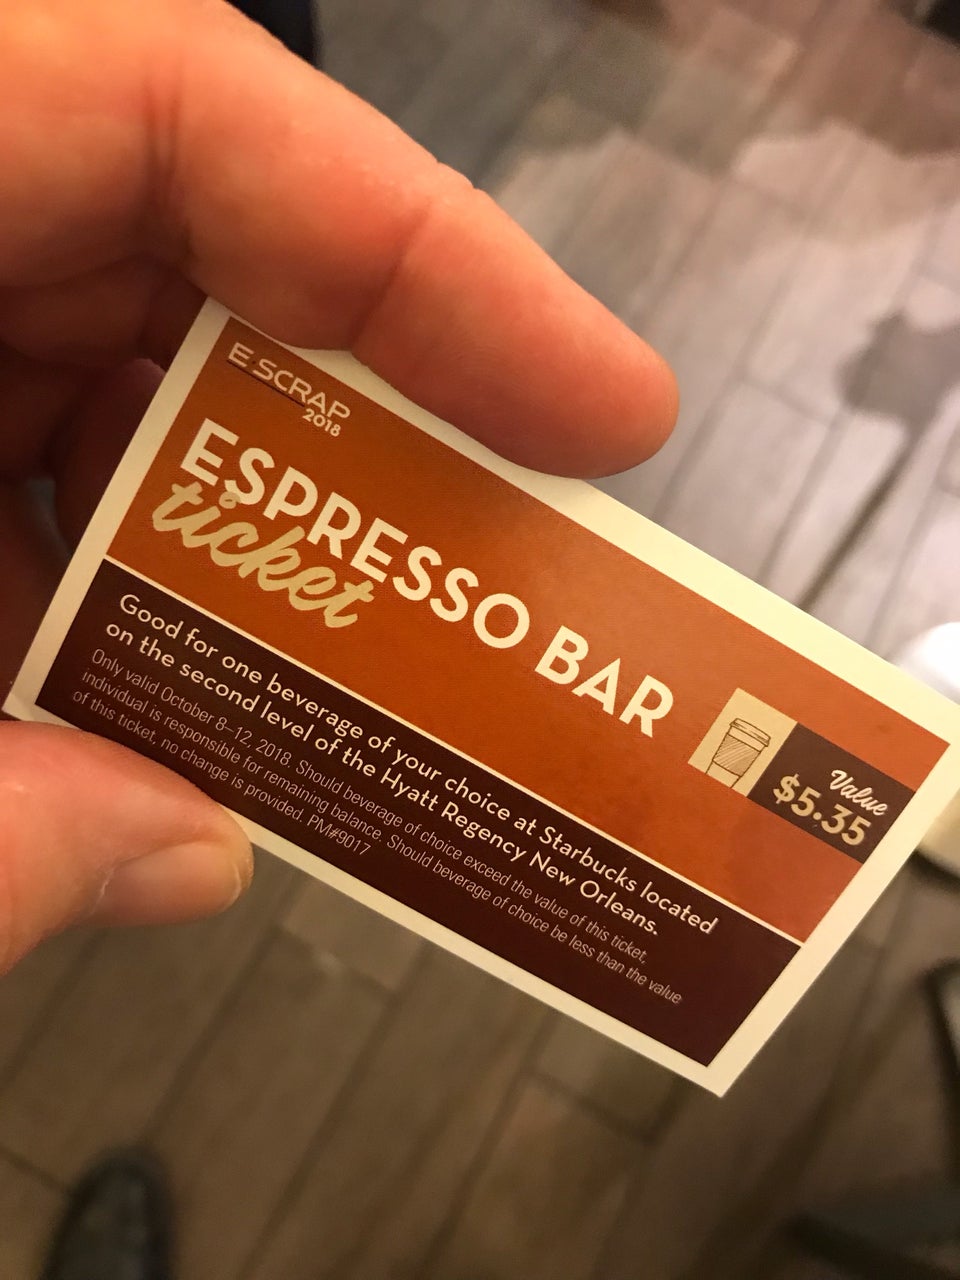 E·SCRAP
2018
ESPRESSO BAR
ticket
Value
$5.35
Good for one beverage of your choice at Starbucks located
on the second level of the Hyatt Regency New Orleans.
Only valid October 8–12, 2018. Should beverage of choice exceed the value of this ticket,
individual is responsible for remaining balance. Should beverage of choice be less than the value
of this ticket, no change is provided. PM#9017